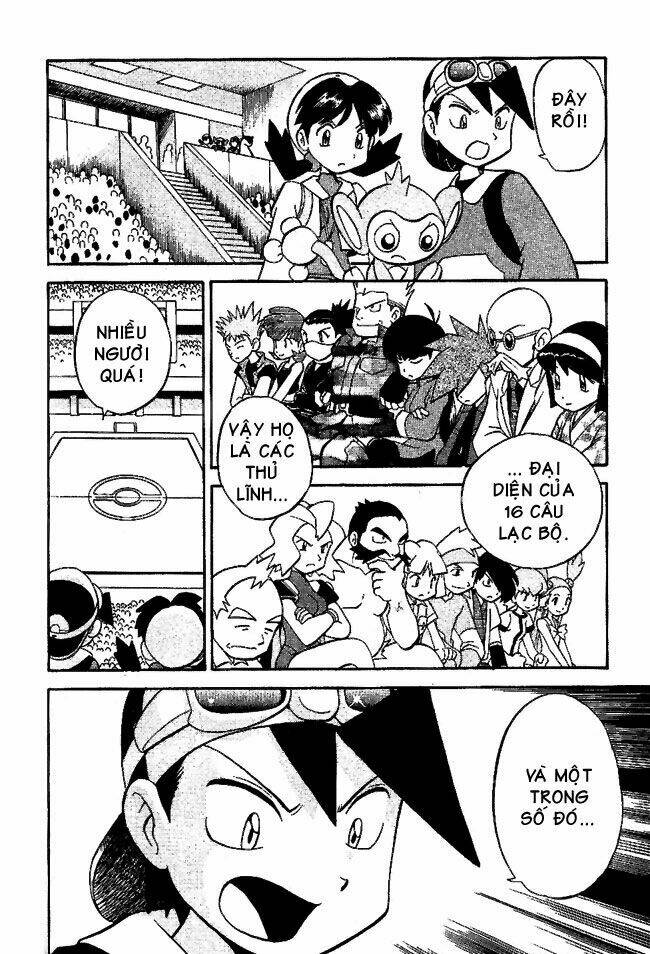 ĐÂY
RỒI!
NHIỀU
NGƯỜI
QUÁ!
VẬY HỌ
LÀ CÁC
THỦ
LĨNH...
... ĐẠI
DIỆN CỦA
16 CÂU
LẠC BỘ.
VÀ MỘT
TRONG
SỐ ĐÓ...